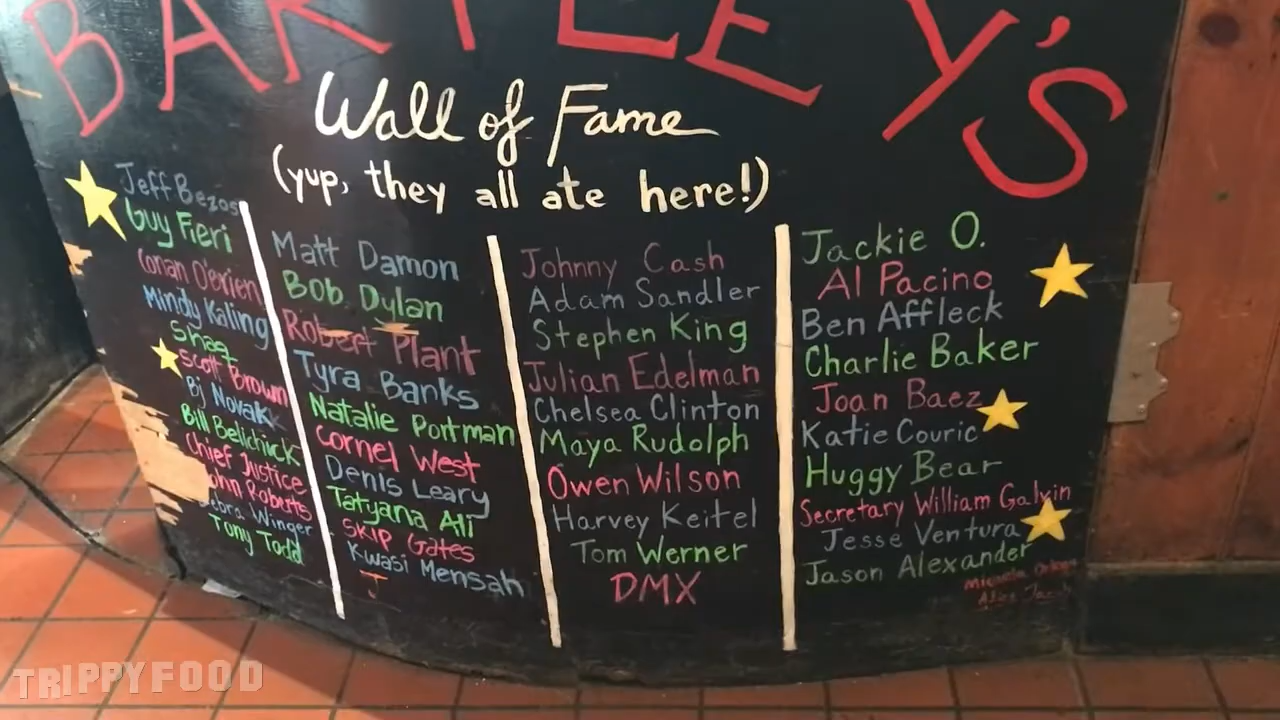 BARTLEY'S
Wall of Fame
(yup, they all ate here!)
Jeff Bezos
Guy Fieri
Conan O'Brien
Mindy Kaling
Shaq
Scott Brown
Bj Novak
Bill Belichick
Chief Justice
John Roberts
Debra Winger
Tony Todd
Matt Damon
Bob Dylan
Robert Plant
Tyra Banks
Natalie Portman
Cornel West
Denis Leary
Tatyana Ali
Skip Gates
Kwasi Mensah
J
Johnny Cash
Adam Sandler
Stephen King
Julian Edelman
Chelsea Clinton
Maya Rudolph
Owen Wilson
Harvey Keitel
Tom Werner
DMX
Jackie O.
Al Pacino
Ben Affleck
Charlie Baker
Joan Baez
Katie Couric
Huggy Bear
Secretary William Galvin
Jesse Ventura
Jason Alexander
TRIPPYFOOD